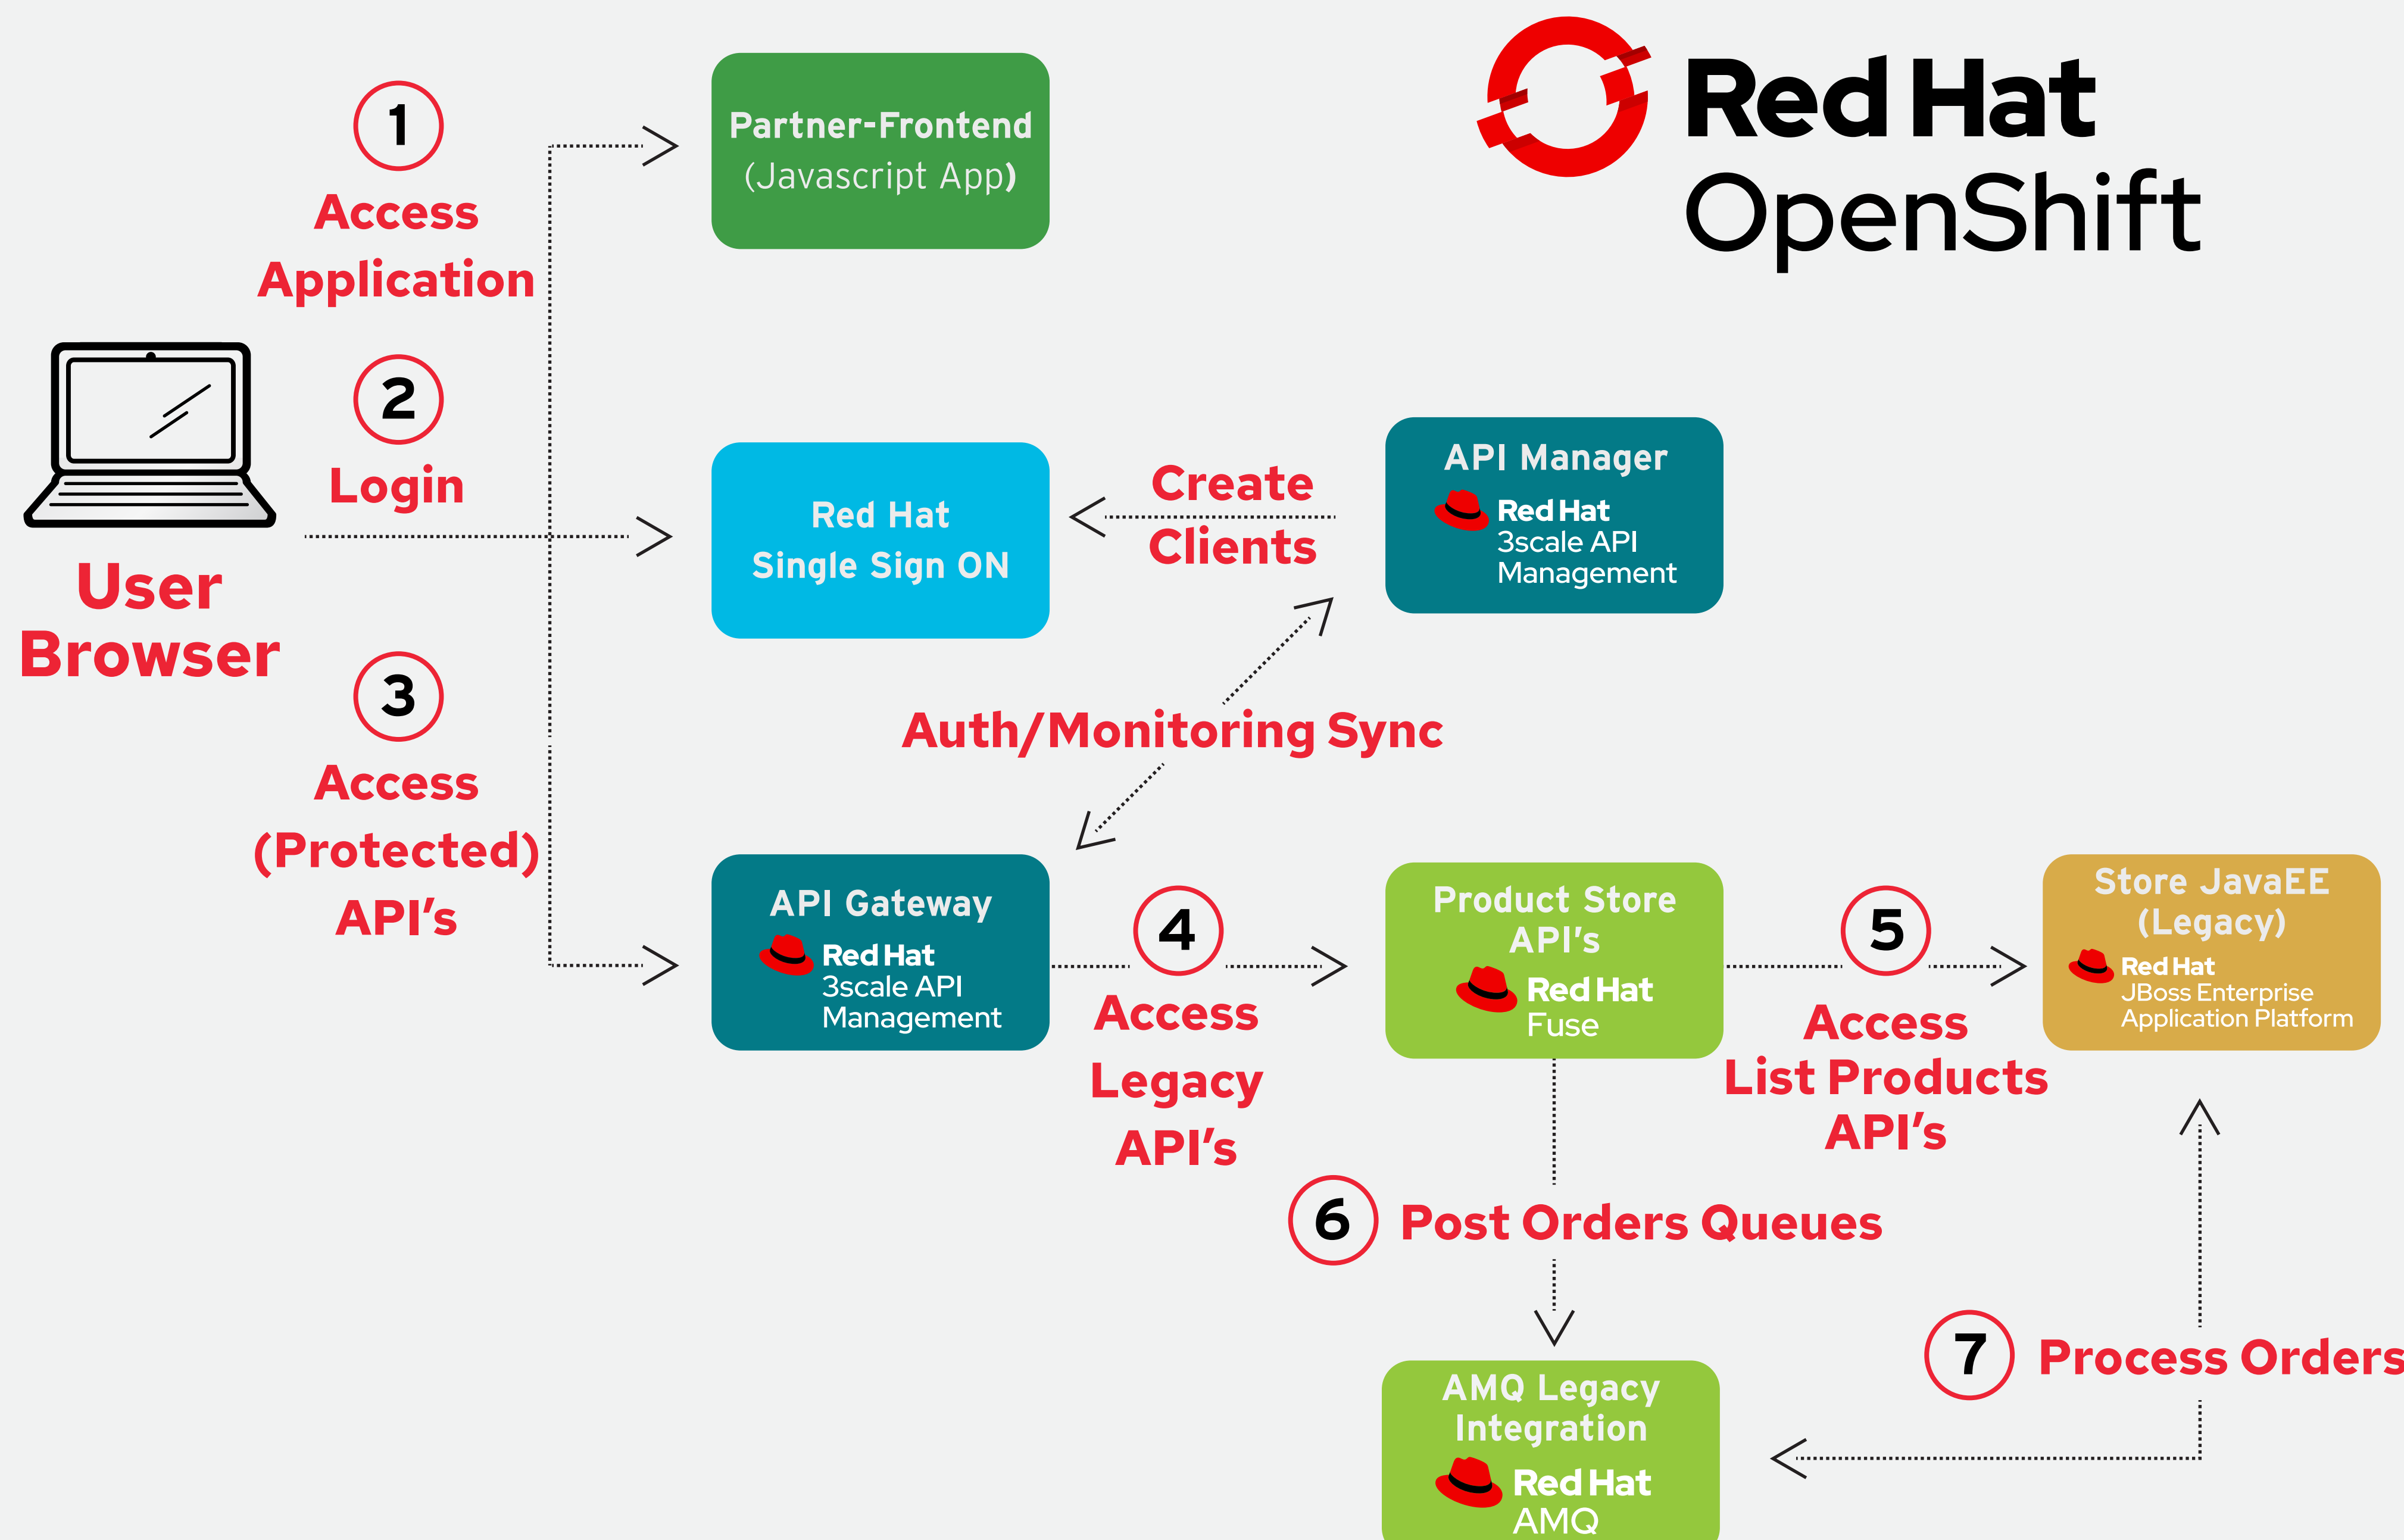 Red Hat
OpenShift
1
Access
Application
Partner-Frontend
(Javascript App)
2
Login
User
Browser
Red Hat
Single Sign ON
Create
Clients
API Manager
Red Hat
3scale API
Management
3
Access
(Protected)
API's
Auth/Monitoring Sync
API Gateway
Red Hat
3scale API
Management
4
Access
Legacy
API's
Product Store
API's
Red Hat
Fuse
5
Access
List Products
API's
Store JavaEE
(Legacy)
Red Hat
JBoss Enterprise
Application Platform
6
Post Orders Queues
7
Process Orders
AMQ Legacy
Integration
Red Hat
AMQ